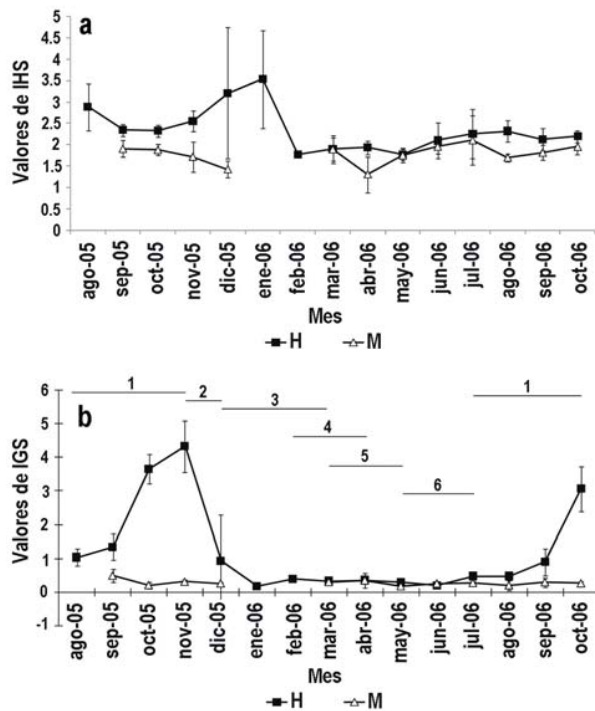 a
Valores de IHS
5
4.5
4
3.5
3
2.5
2
1.5
1
0.5
0
ago-05
sep-05
oct-05
nov-05
dic-05
ene-06
feb-06
mar-06
abr-06
may-06
jun-06
jul-06
ago-06
sep-06
oct-06
Mes
H M
b
Valores de IGS
6
5
4
3
2
1
0
-1
1
2
3
4
5
6
1
ago-05
sep-05
oct-05
nov-05
dic-05
ene-06
feb-06
mar-06
abr-06
may-06
jun-06
jul-06
ago-06
sep-06
oct-06
Mes
H M